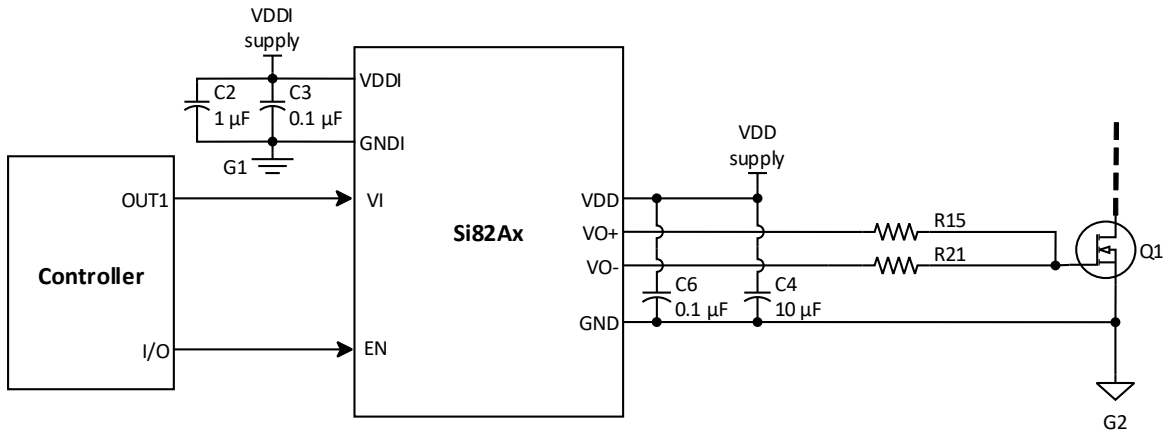 VDDI
supply
C2
1 µF
C3
0.1 µF
VDDI
GNDI
G1
Controller
OUT1
I/O
VI
EN
Si82Ax
VDD
VO+
VO-
GND
VDD
supply
C6
0.1 µF
C4
10 µF
R15
R21
Q1
G2